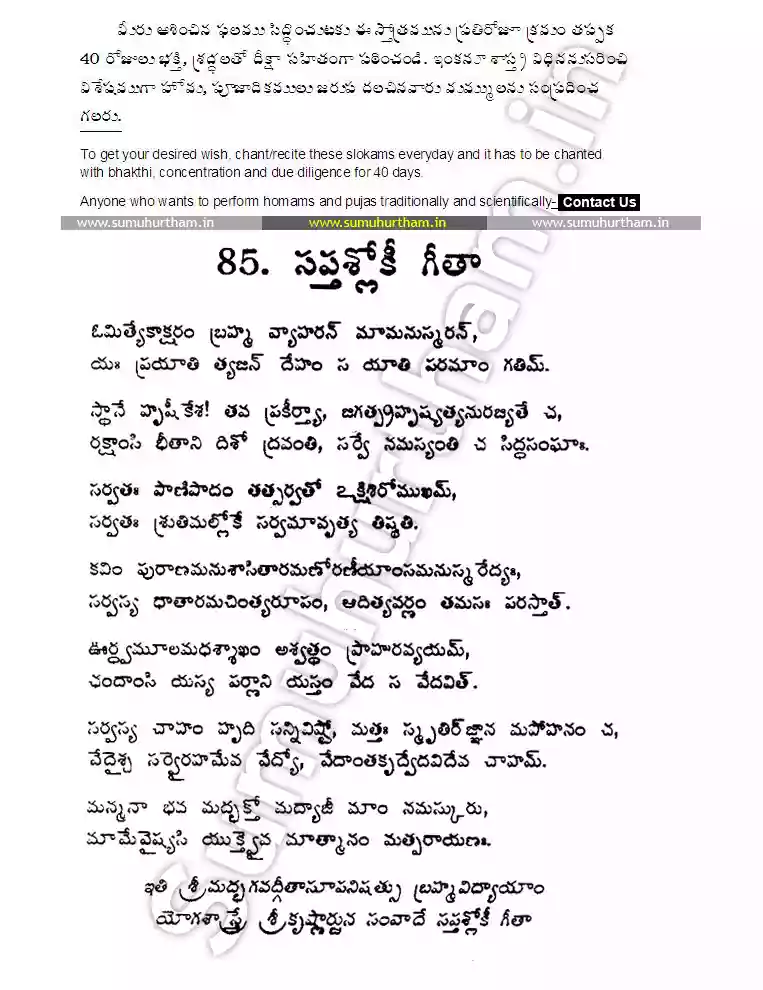 మీరు ఆశించిన ఫలము సిద్ధించుటకు ఈ స్తోత్రమును ప్రతిరోజూ క్రమం తప్పక
40 రోజులు భక్తి, శ్రద్ధలతో దీక్షా సహితంగా పఠించండి. ఇంకనూ శాస్త్ర విధిననుసరించి
విశేషముగా హోమ, పూజాదికములు జరుప దలచినవారు మమ్ములను సంప్రదించ
గలరు.
To get your desired wish, chant/recite these slokams everyday and it has to be chanted
with bhakthi, concentration and due diligence for 40 days.
Anyone who wants to perform homams and pujas traditionally and scientifically- Contact Us
www.sumuhurtham.in www.sumuhurtham.in www.sumuhurtham.in
85. సప్తశ్లోకీ గీతా
ఓమిత్యేకాక్షరం బ్రహ్మ వ్యాహరన్ మామనుస్మరన్,
యః ప్రయాతి త్యజన్ దేహం స యాతి పరమాం గతిమ్.
స్థానే హృషీకేశ! తవ ప్రకీర్త్యా, జగత్ప్రహృష్యత్యనురజ్యతే చ,
రక్షాంసి భీతాని దిశో ద్రవంతి, సర్వే నమస్యంతి చ సిద్ధసంఘాః.
సర్వతః పాణిపాదం తత్సర్వతో ఽక్షిశిరోముఖమ్,
సర్వతః శ్రుతిమల్లోకే సర్వమావృత్య తిష్ఠతి.
కవిం పురాణమనుశాసితారమణోరణీయాంసమనుస్మరేద్యః,
సర్వస్య ధాతారమచింత్యరూపం, ఆదిత్యవర్ణం తమసః పరస్తాత్.
ఊర్ధ్వమూలమధశ్శాఖం అశ్వత్థం ప్రాహురవ్యయమ్,
ఛందాంసి యస్య పర్ణాని యస్తం వేద స వేదవిత్.
సర్వస్య చాహం హృది సన్నివిష్టో, మత్తః స్మృతిర్‌జ్ఞాన మపోహనం చ,
వేదైశ్చ సర్వైరహమేవ వేద్యో, వేదాంతకృద్వేదవిదేవ చాహమ్.
మన్మనా భవ మద్భక్తో మద్యాజీ మాం నమస్కురు,
మామేవైష్యసి యుక్త్వైవ మాత్మానం మత్పరాయణః.
ఇతి శ్రీమద్భగవద్గీతాసూపనిషత్సు బ్రహ్మవిద్యాయాం
యోగశాస్త్రే శ్రీకృష్ణార్జున సంవాదే సప్తశ్లోకీ గీతా
sumuhurtham.in